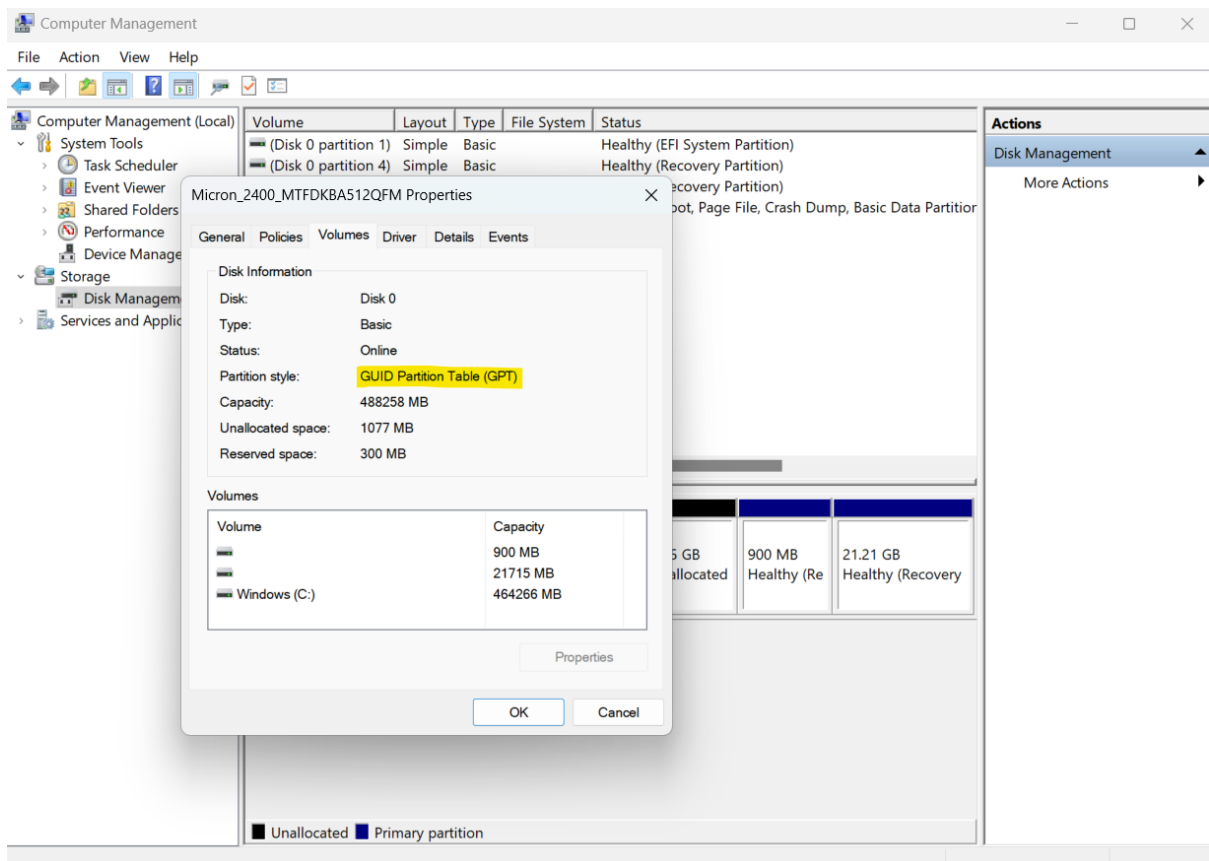 Computer Management
File Action View Help
Computer Management (Local)
System Tools
Task Scheduler
Event Viewer
Shared Folders
Performance
Device Manage
Storage
Disk Managem
Services and Applic
Volume Layout Type File System Status
(Disk 0 partition 1) Simple Basic Healthy (EFI System Partition)
(Disk 0 partition 4) Simple Basic Healthy (Recovery Partition)
ecovery Partition)
oot, Page File, Crash Dump, Basic Data Partition
Micron_2400_MTFDKBA512QFM Properties
General Policies Volumes Driver Details Events
Disk Information
Disk: Disk 0
Type: Basic
Status: Online
Partition style: GUID Partition Table (GPT)
Capacity: 488258 MB
Unallocated space: 1077 MB
Reserved space: 300 MB
Volumes
Volume Capacity
900 MB
21715 MB
Windows (C:) 464266 MB
Properties
OK Cancel
5 GB 900 MB 21.21 GB
allocated Healthy (Re Healthy (Recovery
Unallocated Primary partition
Actions
Disk Management
More Actions